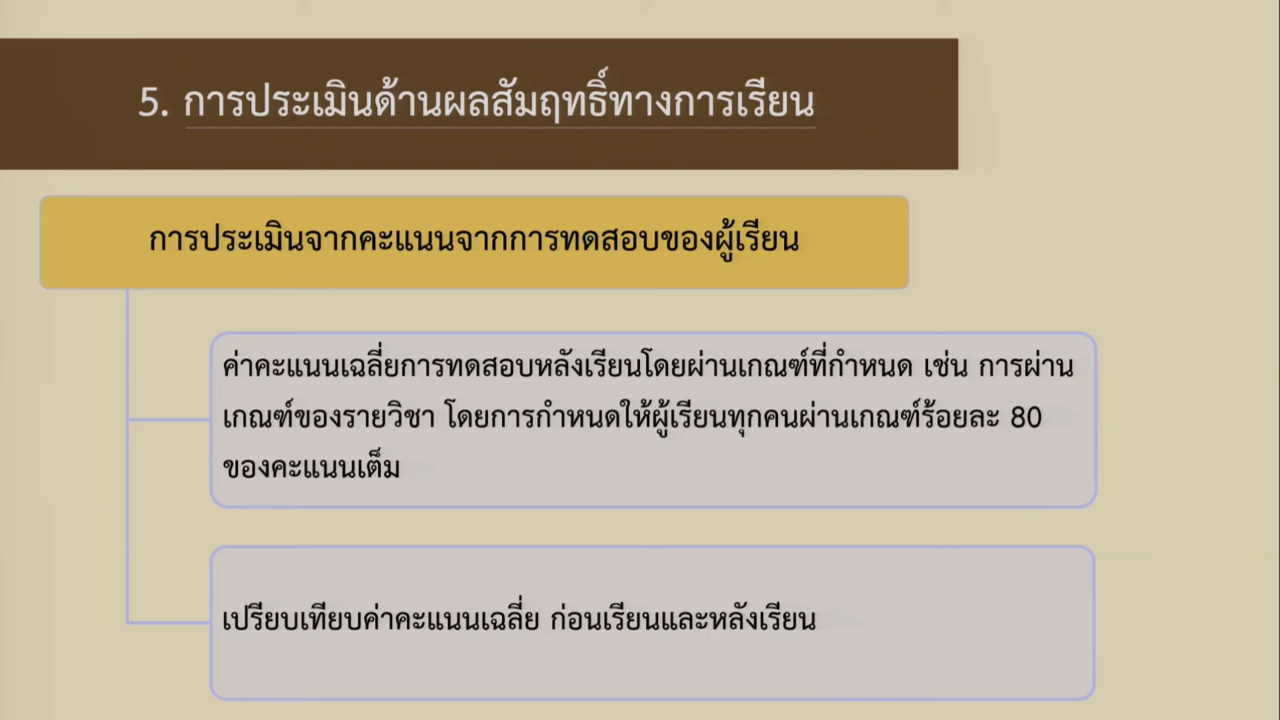 5. การประเมินด้านผลสัมฤทธิ์ทางการเรียน
การประเมินจากคะแนนจากการทดสอบของผู้เรียน
ค่าคะแนนเฉลี่ยการทดสอบหลังเรียนโดยผ่านเกณฑ์ที่กำหนด เช่น การผ่าน
เกณฑ์ของรายวิชา โดยการกำหนดให้ผู้เรียนทุกคนผ่านเกณฑ์ร้อยละ 80
ของคะแนนเต็ม
เปรียบเทียบค่าคะแนนเฉลี่ย ก่อนเรียนและหลังเรียน